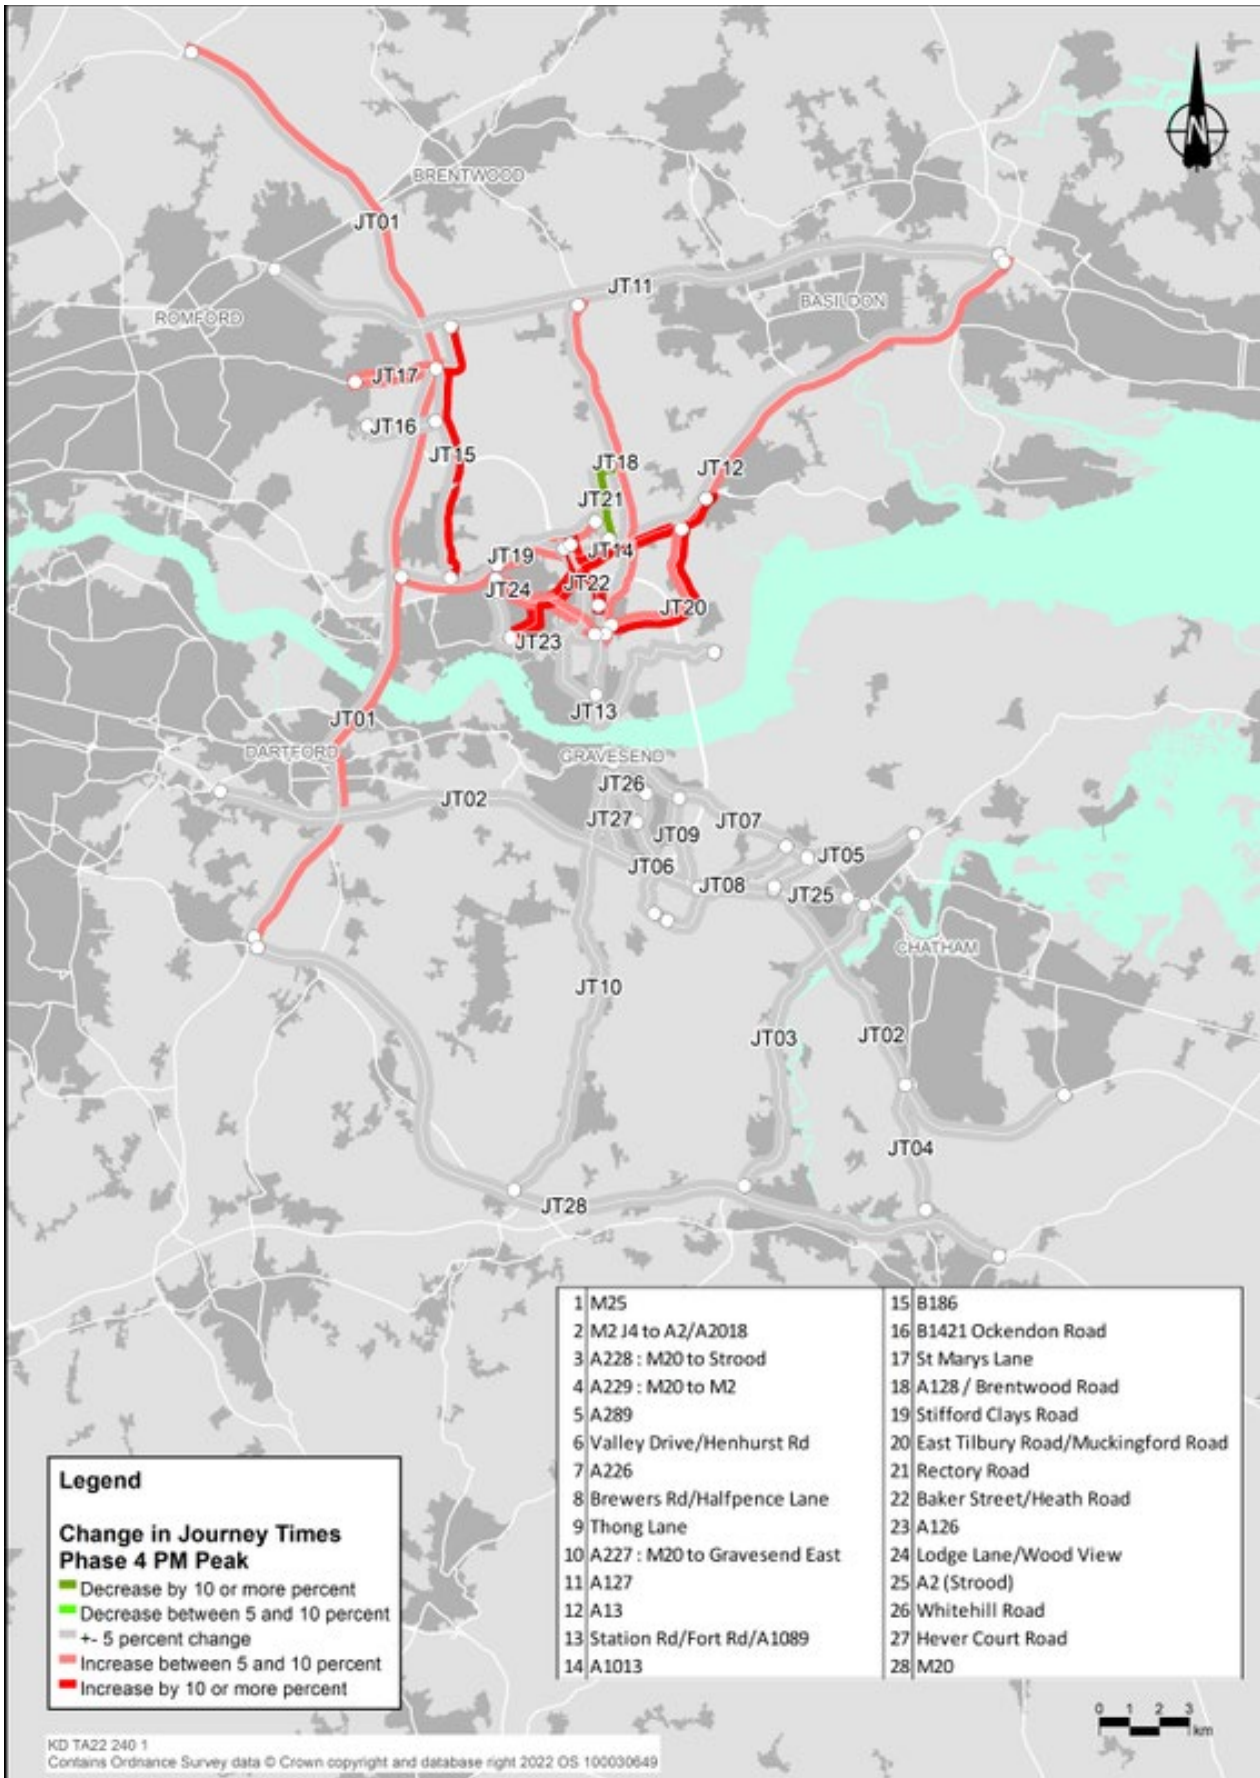 N
BRENTWOOD
JT01
JT11
BASILDON
ROMFORD
JT17
JT16
JT15
JT18
JT12
JT21
JT14
JT19
JT22
JT24
JT20
JT23
JT13
JT01
DARTFORD
GRAVESEND
JT26
JT02
JT27
JT09
JT07
JT05
JT06
JT08
JT25
CHATHAM
JT10
JT03
JT02
JT04
JT28
1 M25
2 M2 J4 to A2/A2018
3 A228 : M20 to Strood
4 A229 : M20 to M2
5 A289
6 Valley Drive/Henhurst Rd
7 A226
8 Brewers Rd/Halfpence Lane
9 Thong Lane
10 A227 : M20 to Gravesend East
11 A127
12 A13
13 Station Rd/Fort Rd/A1089
14 A1013
15 B186
16 B1421 Ockendon Road
17 St Marys Lane
18 A128 / Brentwood Road
19 Stifford Clays Road
20 East Tilbury Road/Muckingford Road
21 Rectory Road
22 Baker Street/Heath Road
23 A126
24 Lodge Lane/Wood View
25 A2 (Strood)
26 Whitehill Road
27 Hever Court Road
28 M20
Legend
Change in Journey Times
Phase 4 PM Peak
Decrease by 10 or more percent
Decrease between 5 and 10 percent
+- 5 percent change
Increase between 5 and 10 percent
Increase by 10 or more percent
0 1 2 3
km
KD TA22 240 1
Contains Ordnance Survey data © Crown copyright and database right 2022 OS 100030649